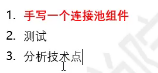 1. 手写一个连接池组件
2. 测试
3. 分析技术点